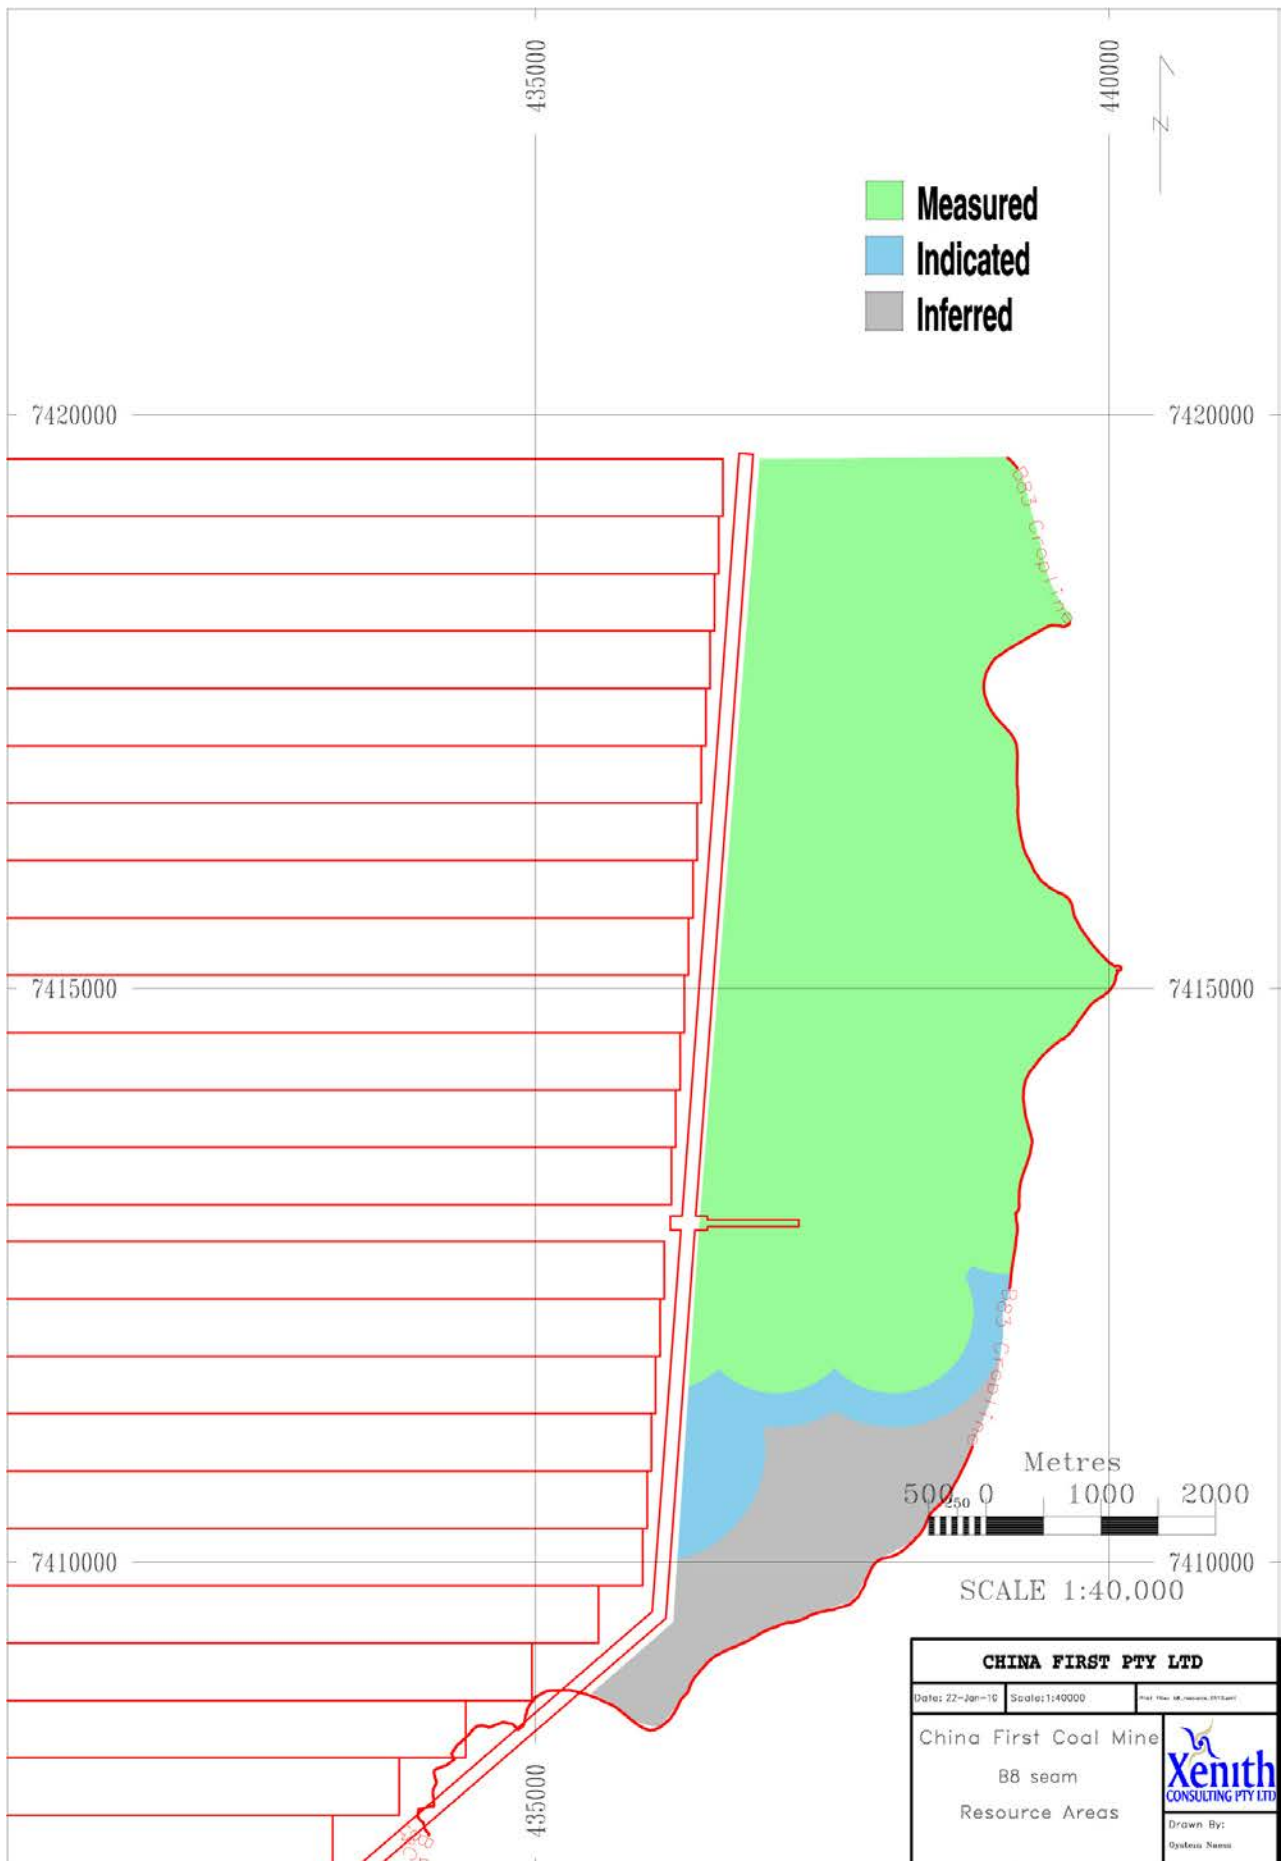 435000
440000
N
Measured
Indicated
Inferred
7420000
7420000
B83 Cropline
7415000
7415000
B83 Cropline
Metres
500 250 0 1000 2000
7410000
7410000
SCALE 1:40,000
435000
CHINA FIRST PTY LTD
Date: 22-Jan-10 Scale:1:40000
China First Coal Mine
B8 seam
Resource Areas
Xenith
CONSULTING PTY LTD
Drawn By: